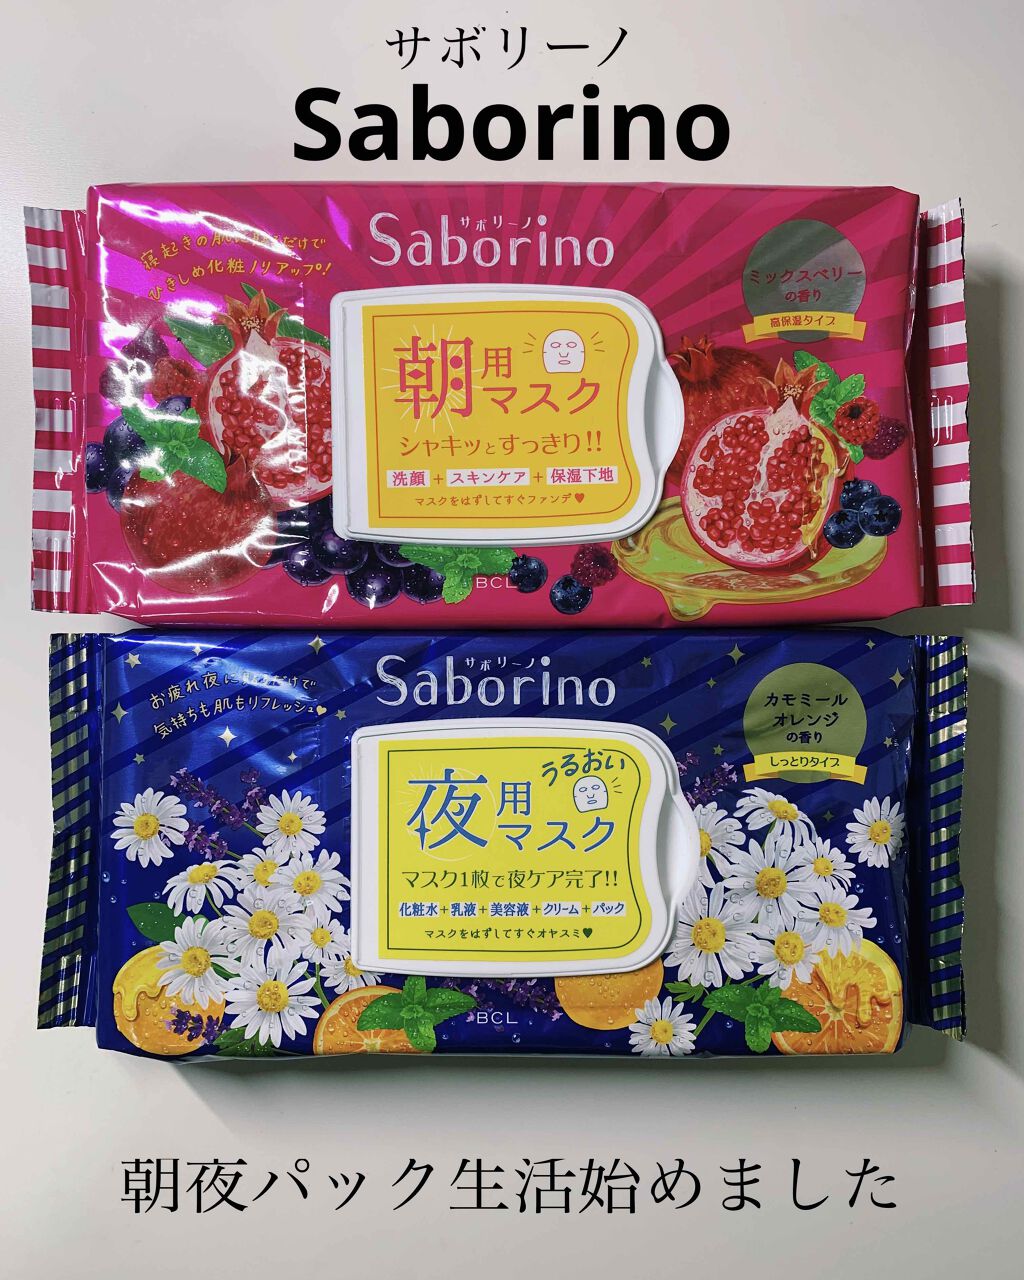 サボリーノ
Saborino
サボリーノ
Saborino
寝起きの肌に貼るだけで
ひきしめ化粧ノリアップ!
ミックスベリー
の香り
高保湿タイプ
朝用マスク
シャキッとすっきり!!
洗顔+スキンケア+保湿下地
マスクをはずしてすぐファンデ♥
BCL
サボリーノ
Saborino
お疲れ夜に貼るだけで
気持ちも肌もリフレッシュ♥
カモミール
オレンジ
の香り
しっとりタイプ
うるおい
夜用マスク
マスク1枚で夜ケア完了!!
化粧水+乳液+美容液+クリーム+パック
マスクをはずしてすぐオヤスミ♥
BCL
朝夜パック生活始めました